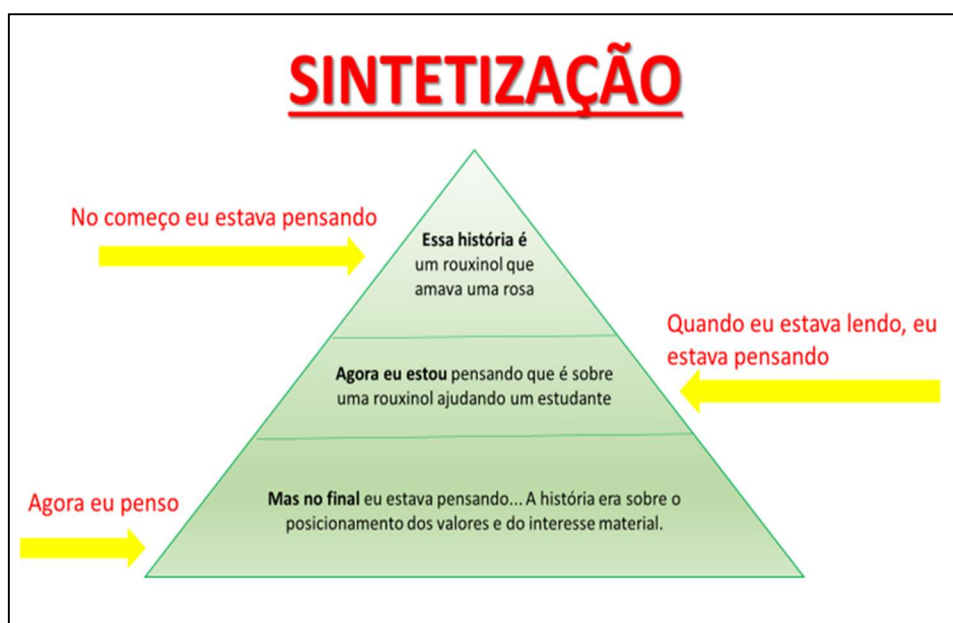 SINTETIZAÇÃO
No começo eu estava pensando
Essa história é
um rouxinol que
amava uma rosa
Quando eu estava lendo, eu
estava pensando
Agora eu estou pensando que é sobre
uma rouxinol ajudando um estudante
Agora eu penso
Mas no final eu estava pensando... A história era sobre o
posicionamento dos valores e do interesse material.